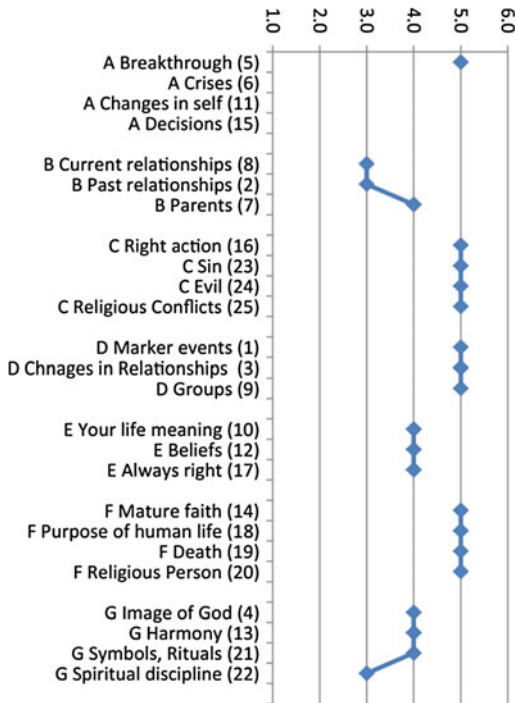 1.0 2.0 3.0 4.0 5.0 6.0
A Breakthrough (5)
A Crises (6)
A Changes in self (11)
A Decisions (15)
B Current relationships (8)
B Past relationships (2)
B Parents (7)
C Right action (16)
C Sin (23)
C Evil (24)
C Religious Conflicts (25)
D Marker events (1)
D Chnages in Relationships (3)
D Groups (9)
E Your life meaning (10)
E Beliefs (12)
E Always right (17)
F Mature faith (14)
F Purpose of human life (18)
F Death (19)
F Religious Person (20)
G Image of God (4)
G Harmony (13)
G Symbols, Rituals (21)
G Spiritual discipline (22)